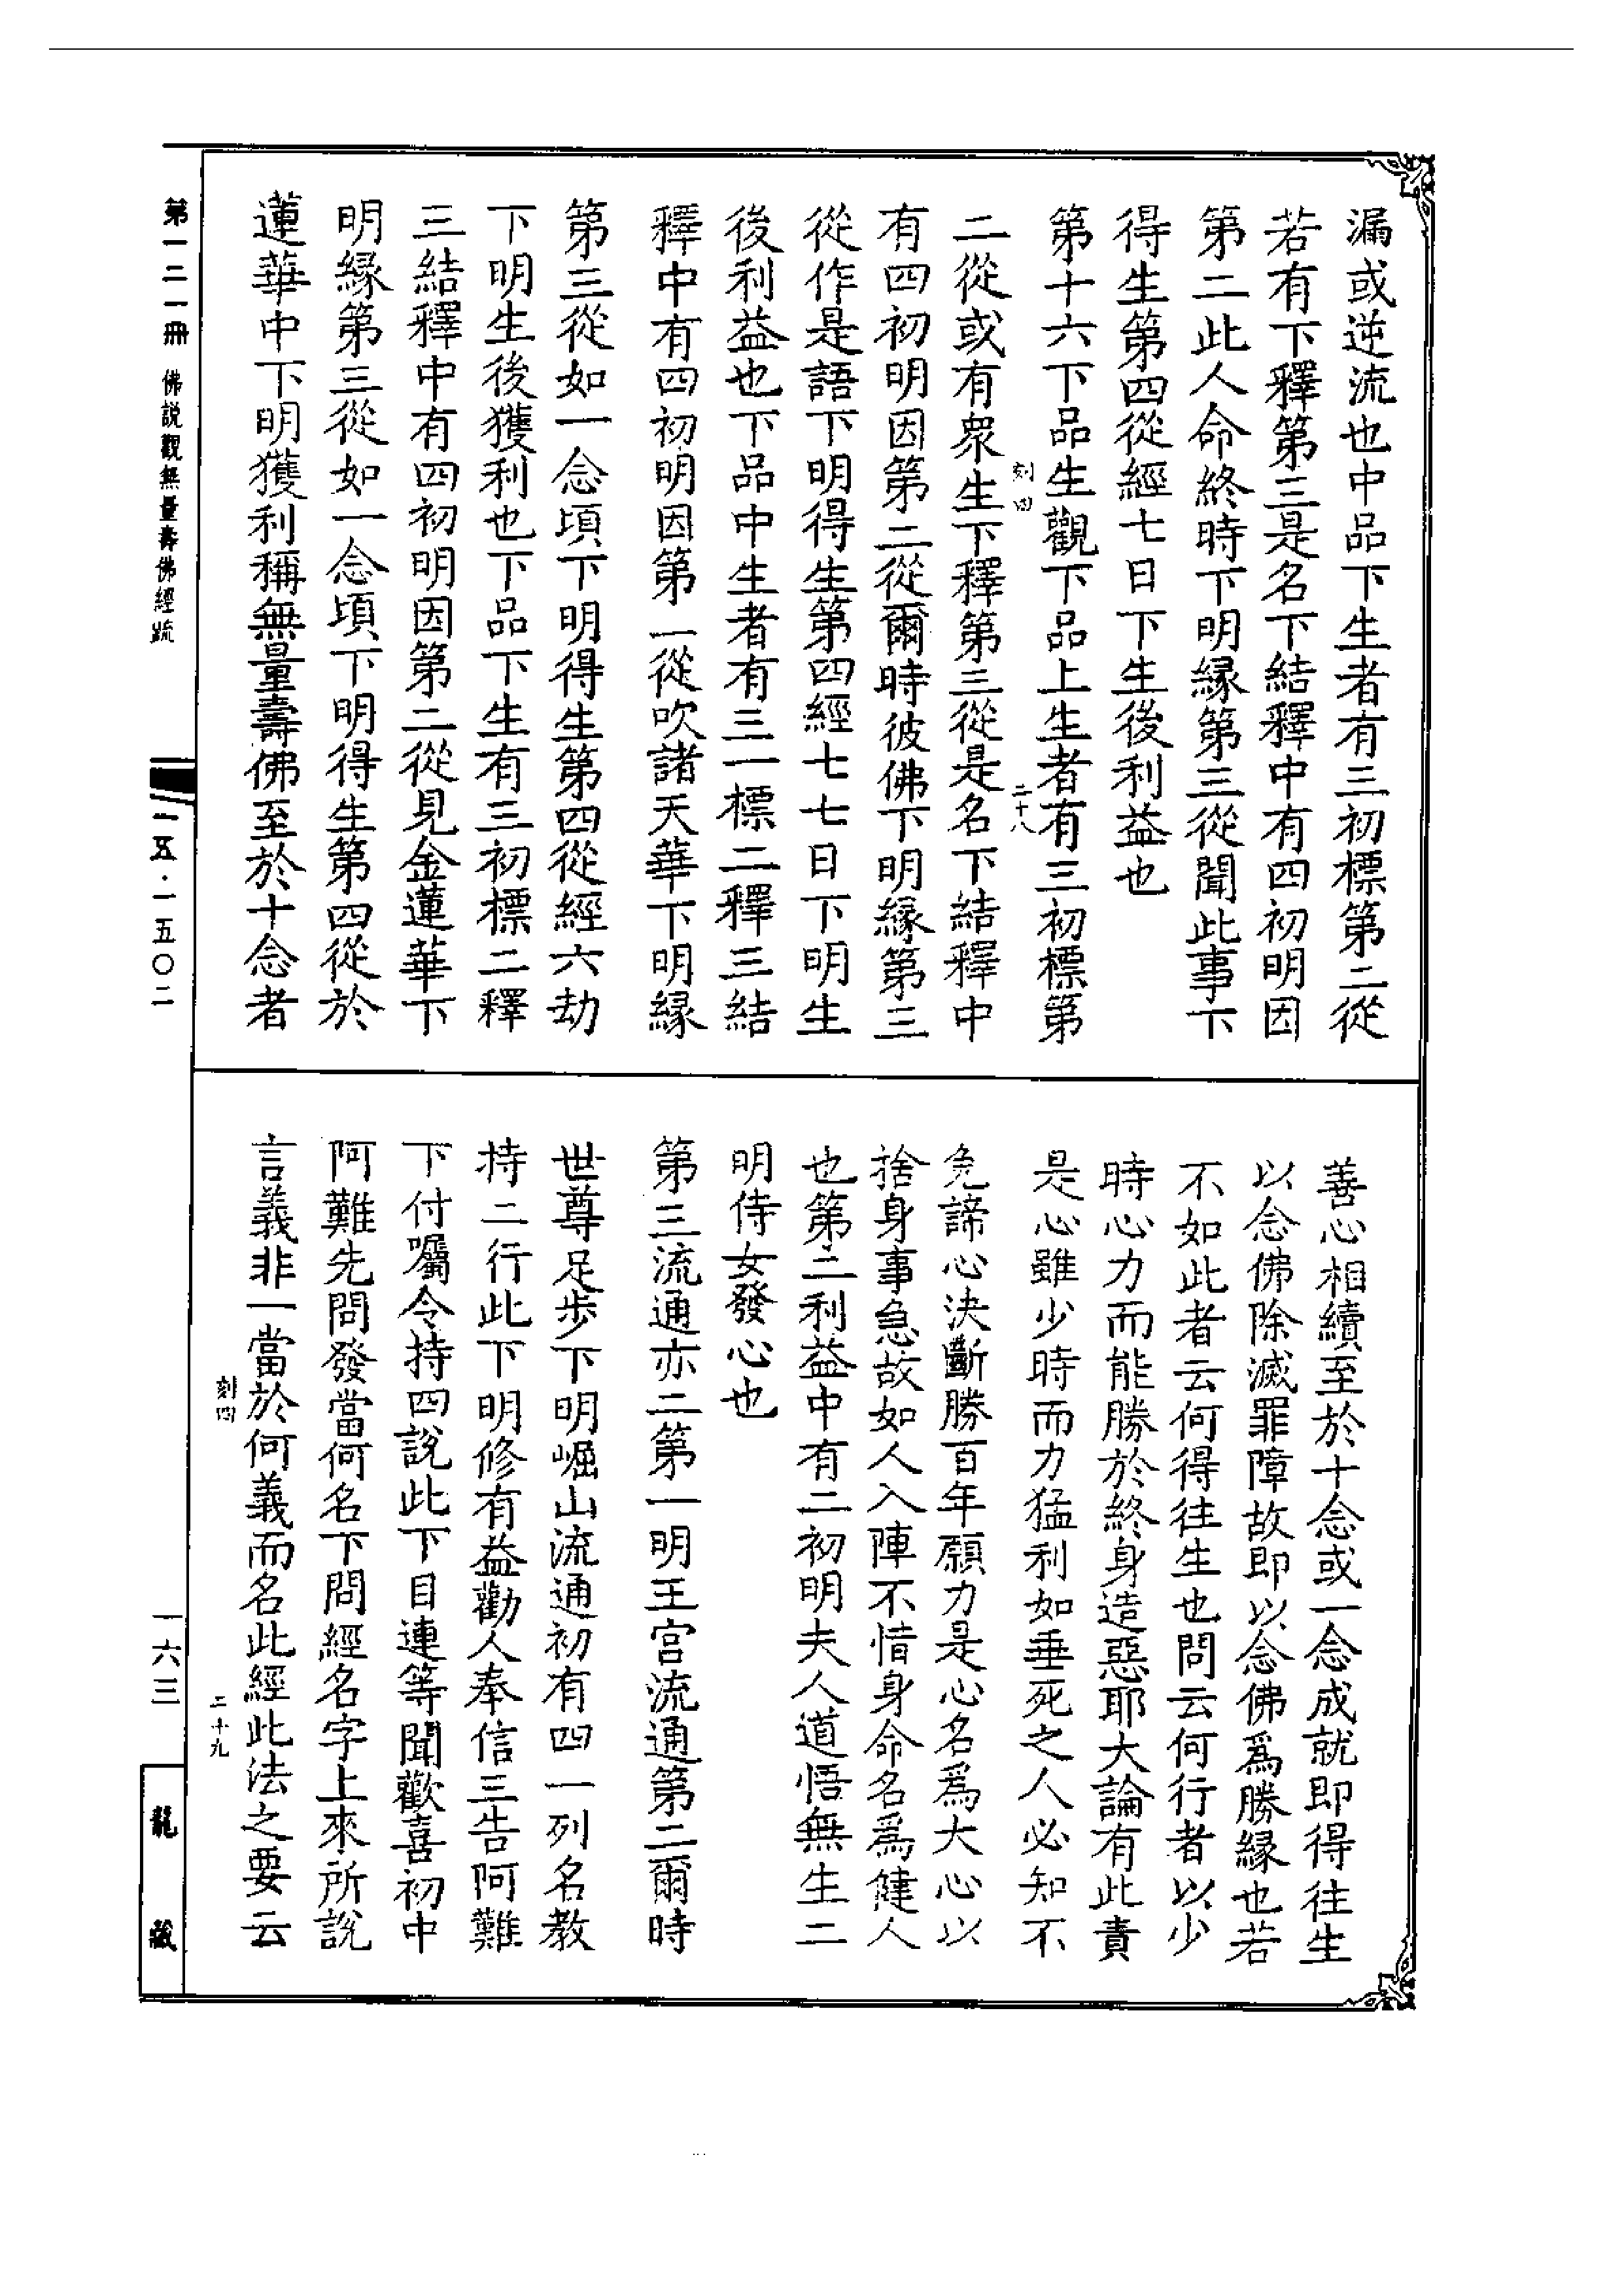 漏或逆流也中品下生者有三初標第二從
若有下釋第三是名下結釋中有四初明因
第二此人命終時下明緣第三從聞此事下
得生第四從經七日下生後利益也
第十六下品生觀下品上生者有三初標第
刻四 二十八
二從或有眾生下釋第三從是名下結釋中
有四初明因第二從爾時彼佛下明緣第三
從作是語下明得生第四經七七日下明生
後利益也下品中生者有三一標二釋三結
釋中有四初明因第二從吹諸天華下明緣
第三從如一念頃下明得生第四從經六劫
下明生後獲利也下品下生有三初標二釋
三結釋中有四初明因第二從見金蓮華下
明緣第三從如一念頃下明得生第四從於
蓮華中下明獲利稱無量壽佛至於十念者
善心相續至於十念或一念成就即得往生
以念佛除滅罪障故即以念佛為勝緣也若
不如此者云何得往生也問云何行者以少
時心力而能勝於終身造惡耶大論有此責
是心雖少時而力猛利如垂死之人必知不
免諦心決斷勝百年願力是心名為大心以
捨身事急故如人入陣不惜身命名為健人
也第三利益中有二初明夫人道悟無生二
明侍女發心也
第三流通亦二第一明王宮流通第二爾時
世尊足步下明崛山流通初有四一列名教
持二行此下明修有益勸人奉信三告阿難
下付囑令持四說此下目連等聞歡喜初中
阿難先問發當何名下問經名字上來所說
言義非一當於何義而名此經此法之要云
刻四 二十九
第一二一冊 佛說觀無量壽佛經疏
一五·一五〇二
一六三
龍藏